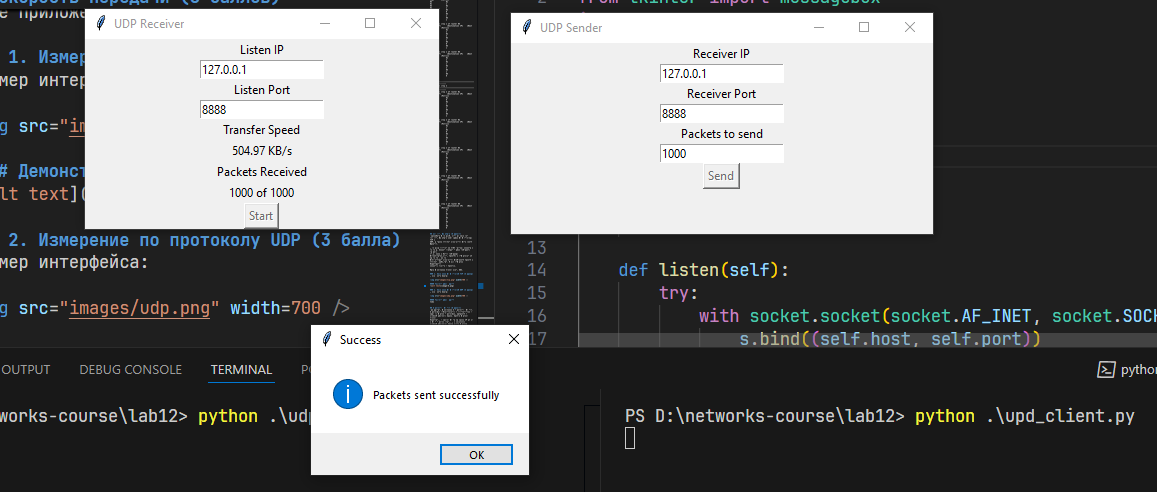 скорость передачи (3 баллов)
е приложе
1. Измер
мер интерф
g src="im
# Демонст
lt text](
2. Измерение по протоколу UDP (3 балла)
мер интерфейса:
g src="images/udp.png" width=700 />
UDP Receiver
Listen IP
127.0.0.1
Listen Port
8888
Transfer Speed
504.97 KB/s
Packets Received
1000 of 1000
Start
2 from tkinter import messagebox
UDP Sender
Receiver IP
127.0.0.1
Receiver Port
8888
Packets to send
1000
Send
13
14 def listen(self):
15 try:
16 with socket.socket(socket.AF_INET, socket.SOC
17 s.bind((self.host, self.port))
OUTPUT DEBUG CONSOLE TERMINAL PO
python
tworks-course\lab12> python .\udp
PS D:\networks-course\lab12> python .\upd_client.py
Success
Packets sent successfully
OK